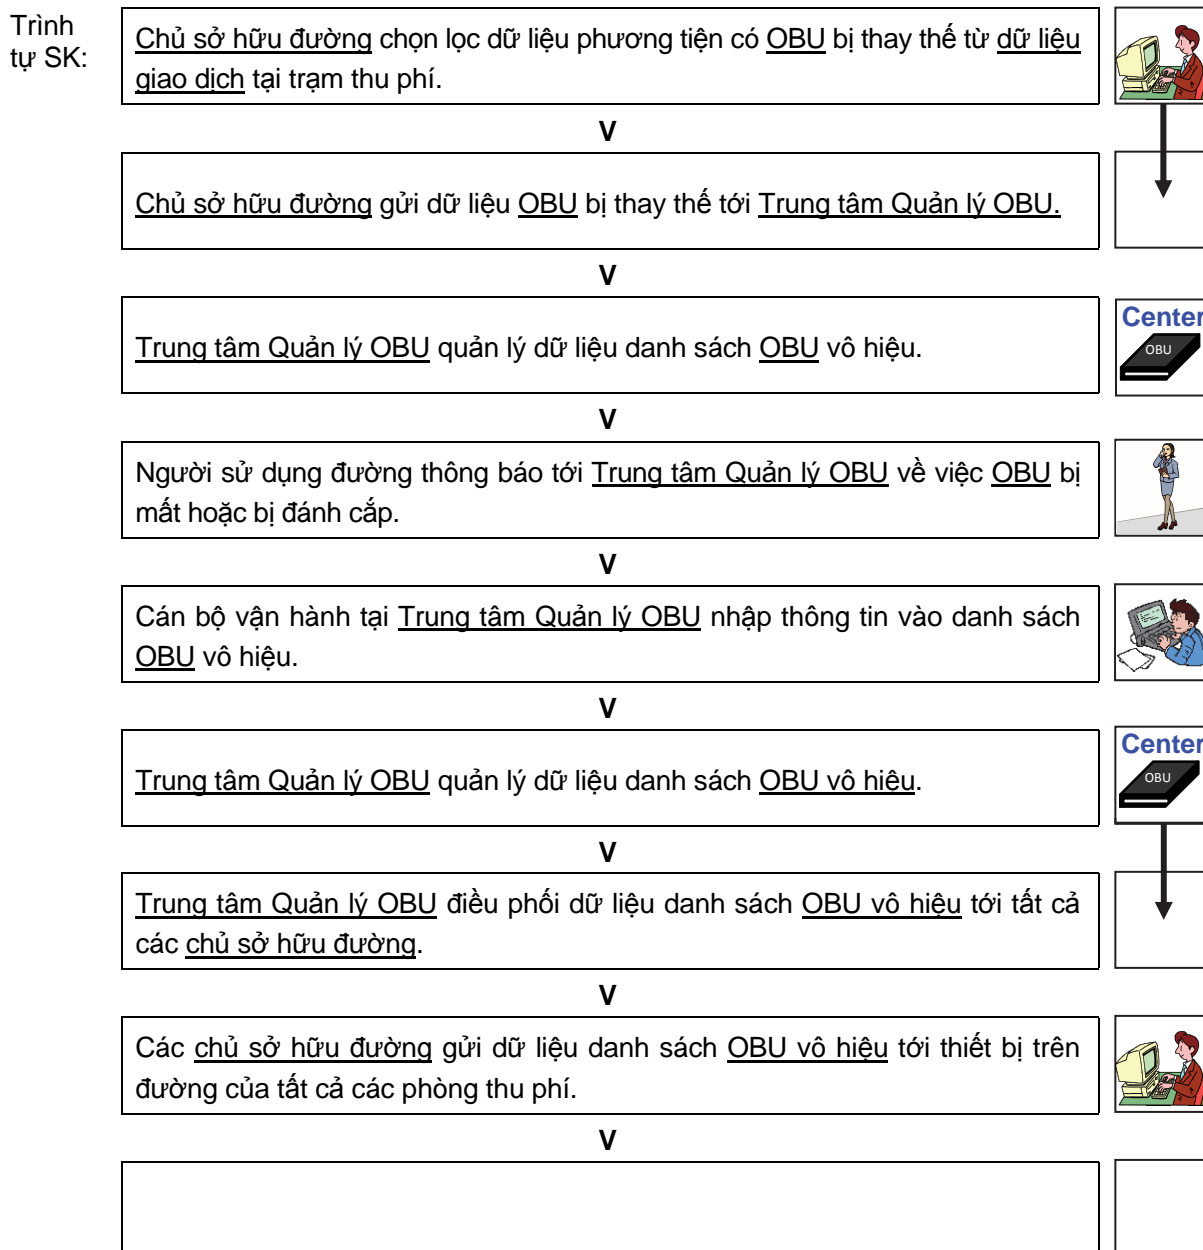 Trình
tự SK:
Chủ sở hữu đường chọn lọc dữ liệu phương tiện có OBU bị thay thế từ dữ liệu
giao dịch tại trạm thu phí.
V
Chủ sở hữu đường gửi dữ liệu OBU bị thay thế tới Trung tâm Quản lý OBU.
V
Center
OBU
Trung tâm Quản lý OBU quản lý dữ liệu danh sách OBU vô hiệu.
V
Người sử dụng đường thông báo tới Trung tâm Quản lý OBU về việc OBU bị
mất hoặc bị đánh cắp.
V
Cán bộ vận hành tại Trung tâm Quản lý OBU nhập thông tin vào danh sách
OBU vô hiệu.
V
Center
OBU
Trung tâm Quản lý OBU quản lý dữ liệu danh sách OBU vô hiệu.
V
Trung tâm Quản lý OBU điều phối dữ liệu danh sách OBU vô hiệu tới tất cả
các chủ sở hữu đường.
V
Các chủ sở hữu đường gửi dữ liệu danh sách OBU vô hiệu tới thiết bị trên
đường của tất cả các phòng thu phí.
V